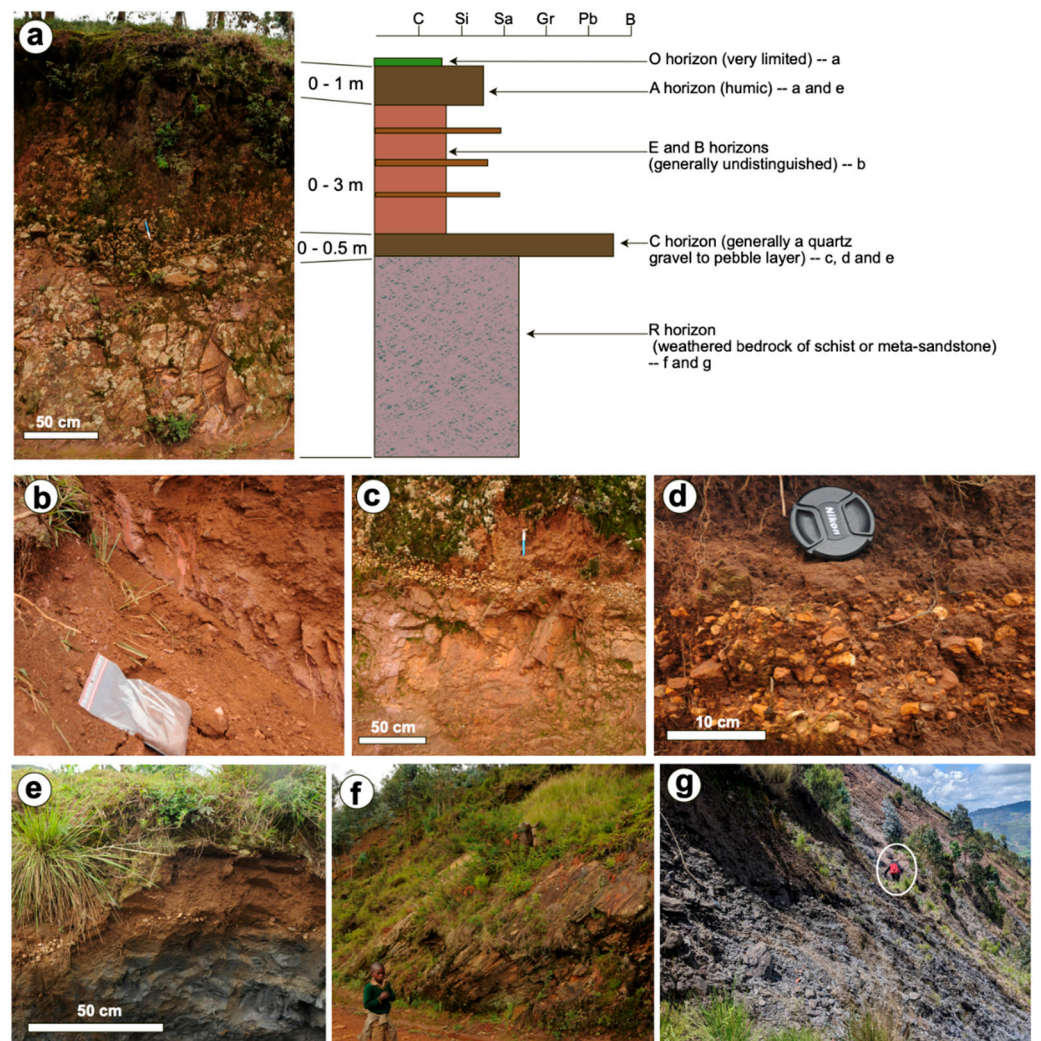 a
C Si Sa Gr Pb B
O horizon (very limited) -- a
0 - 1 m
A horizon (humic) -- a and e
E and B horizons
(generally undistinguished) -- b
0 - 3 m
C horizon (generally a quartz
gravel to pebble layer) -- c, d and e
0 - 0.5 m
R horizon
(weathered bedrock of schist or meta-sandstone)
-- f and g
50 cm
b
c
50 cm
d
Nikon
10 cm
e
50 cm
f
g